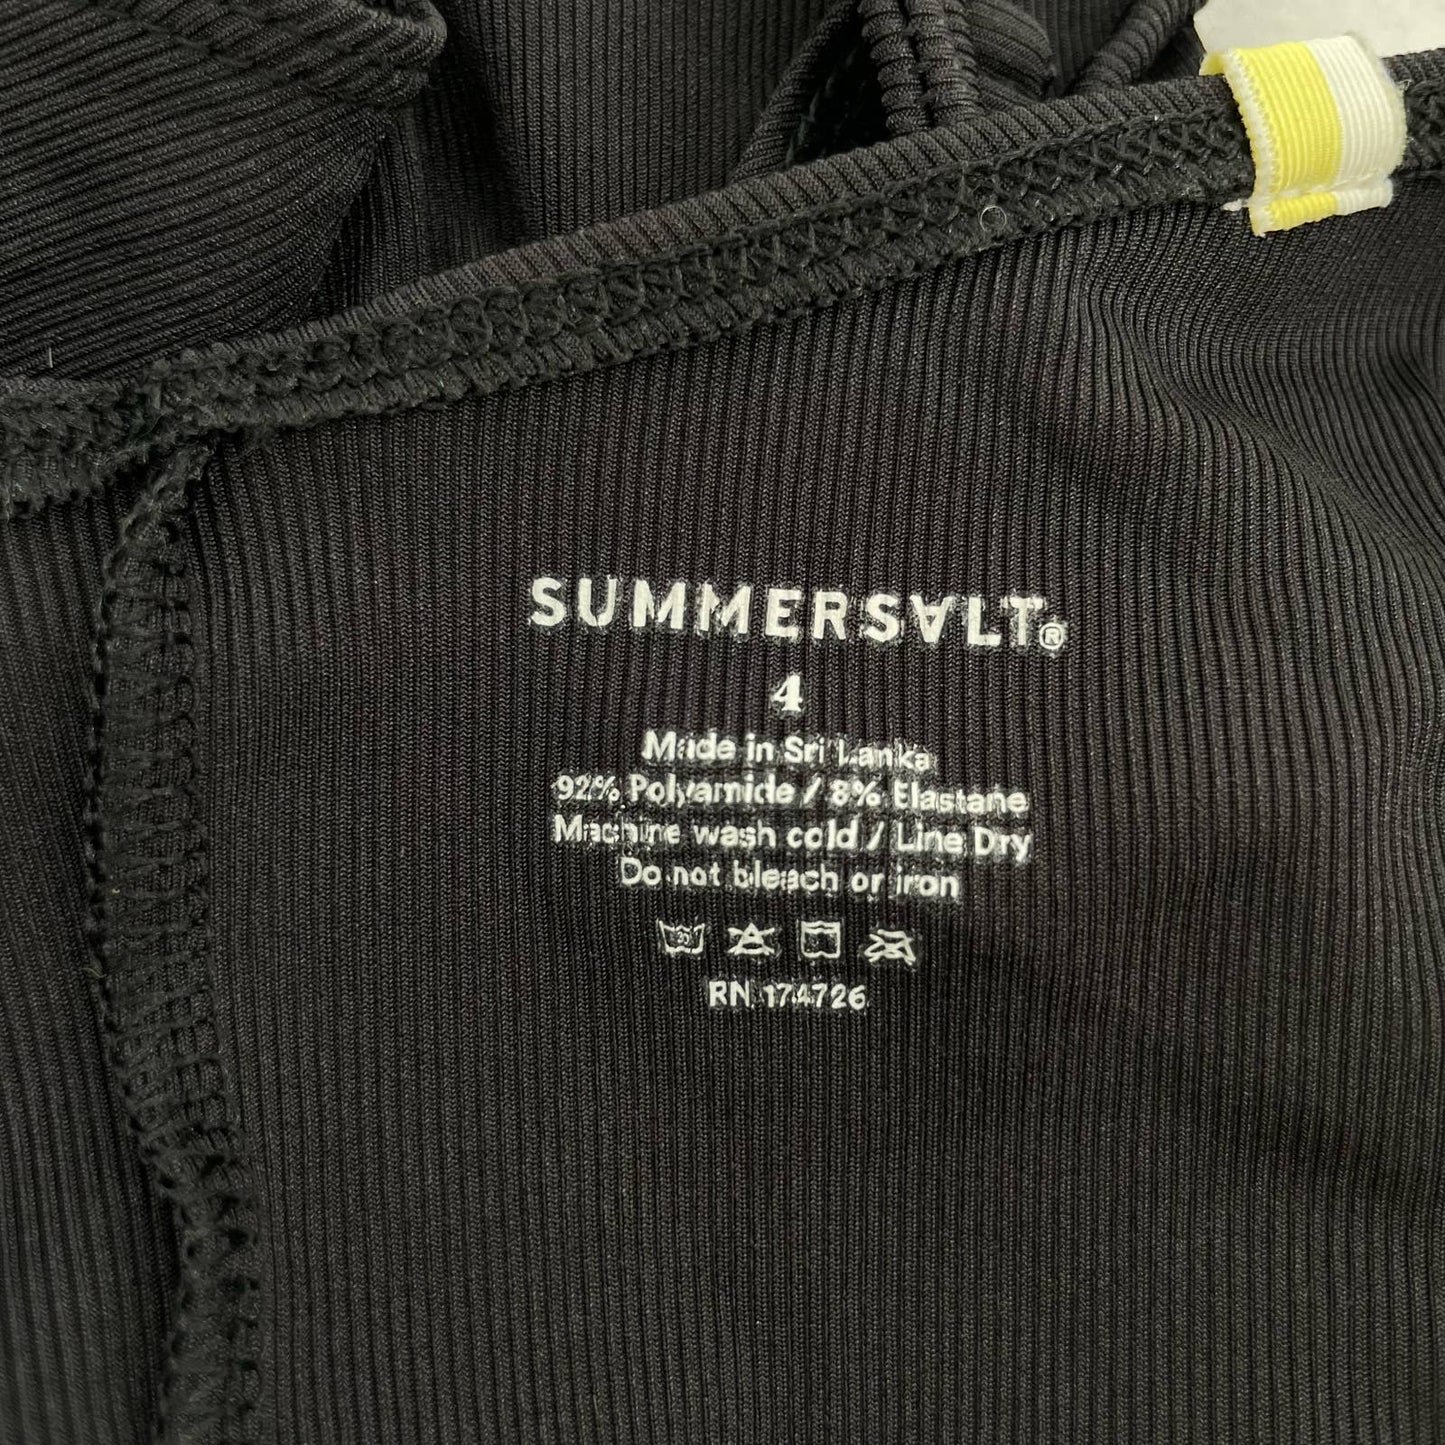 SUMMERSALT®
4
Made in Sri Lanka
92% Polyamide / 8% Elastane
Machine wash cold / Line Dry
Do not bleach or iron
30
RN 174726